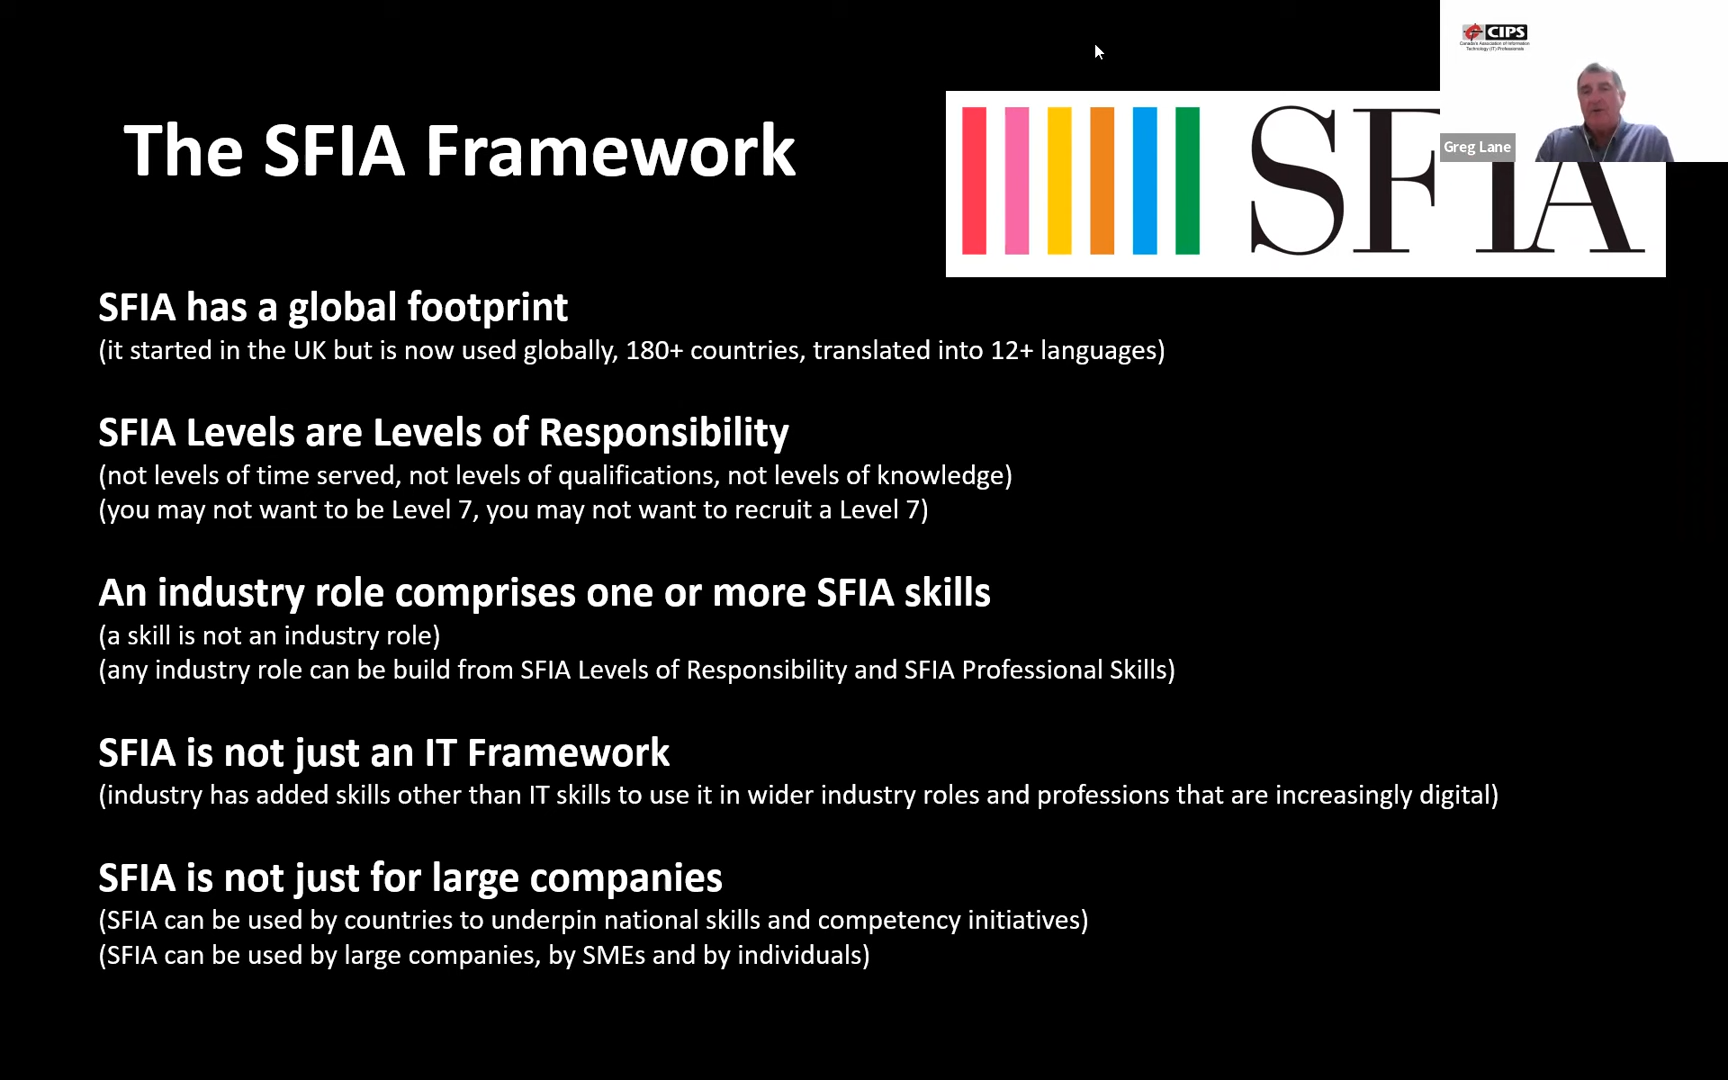 CIPS
Canada's Association of Information
Technology (IT) Professionals
The SFIA Framework
SFIA
Greg Lane
SFIA has a global footprint
(it started in the UK but is now used globally, 180+ countries, translated into 12+ languages)
SFIA Levels are Levels of Responsibility
(not levels of time served, not levels of qualifications, not levels of knowledge)
(you may not want to be Level 7, you may not want to recruit a Level 7)
An industry role comprises one or more SFIA skills
(a skill is not an industry role)
(any industry role can be build from SFIA Levels of Responsibility and SFIA Professional Skills)
SFIA is not just an IT Framework
(industry has added skills other than IT skills to use it in wider industry roles and professions that are increasingly digital)
SFIA is not just for large companies
(SFIA can be used by countries to underpin national skills and competency initiatives)
(SFIA can be used by large companies, by SMEs and by individuals)